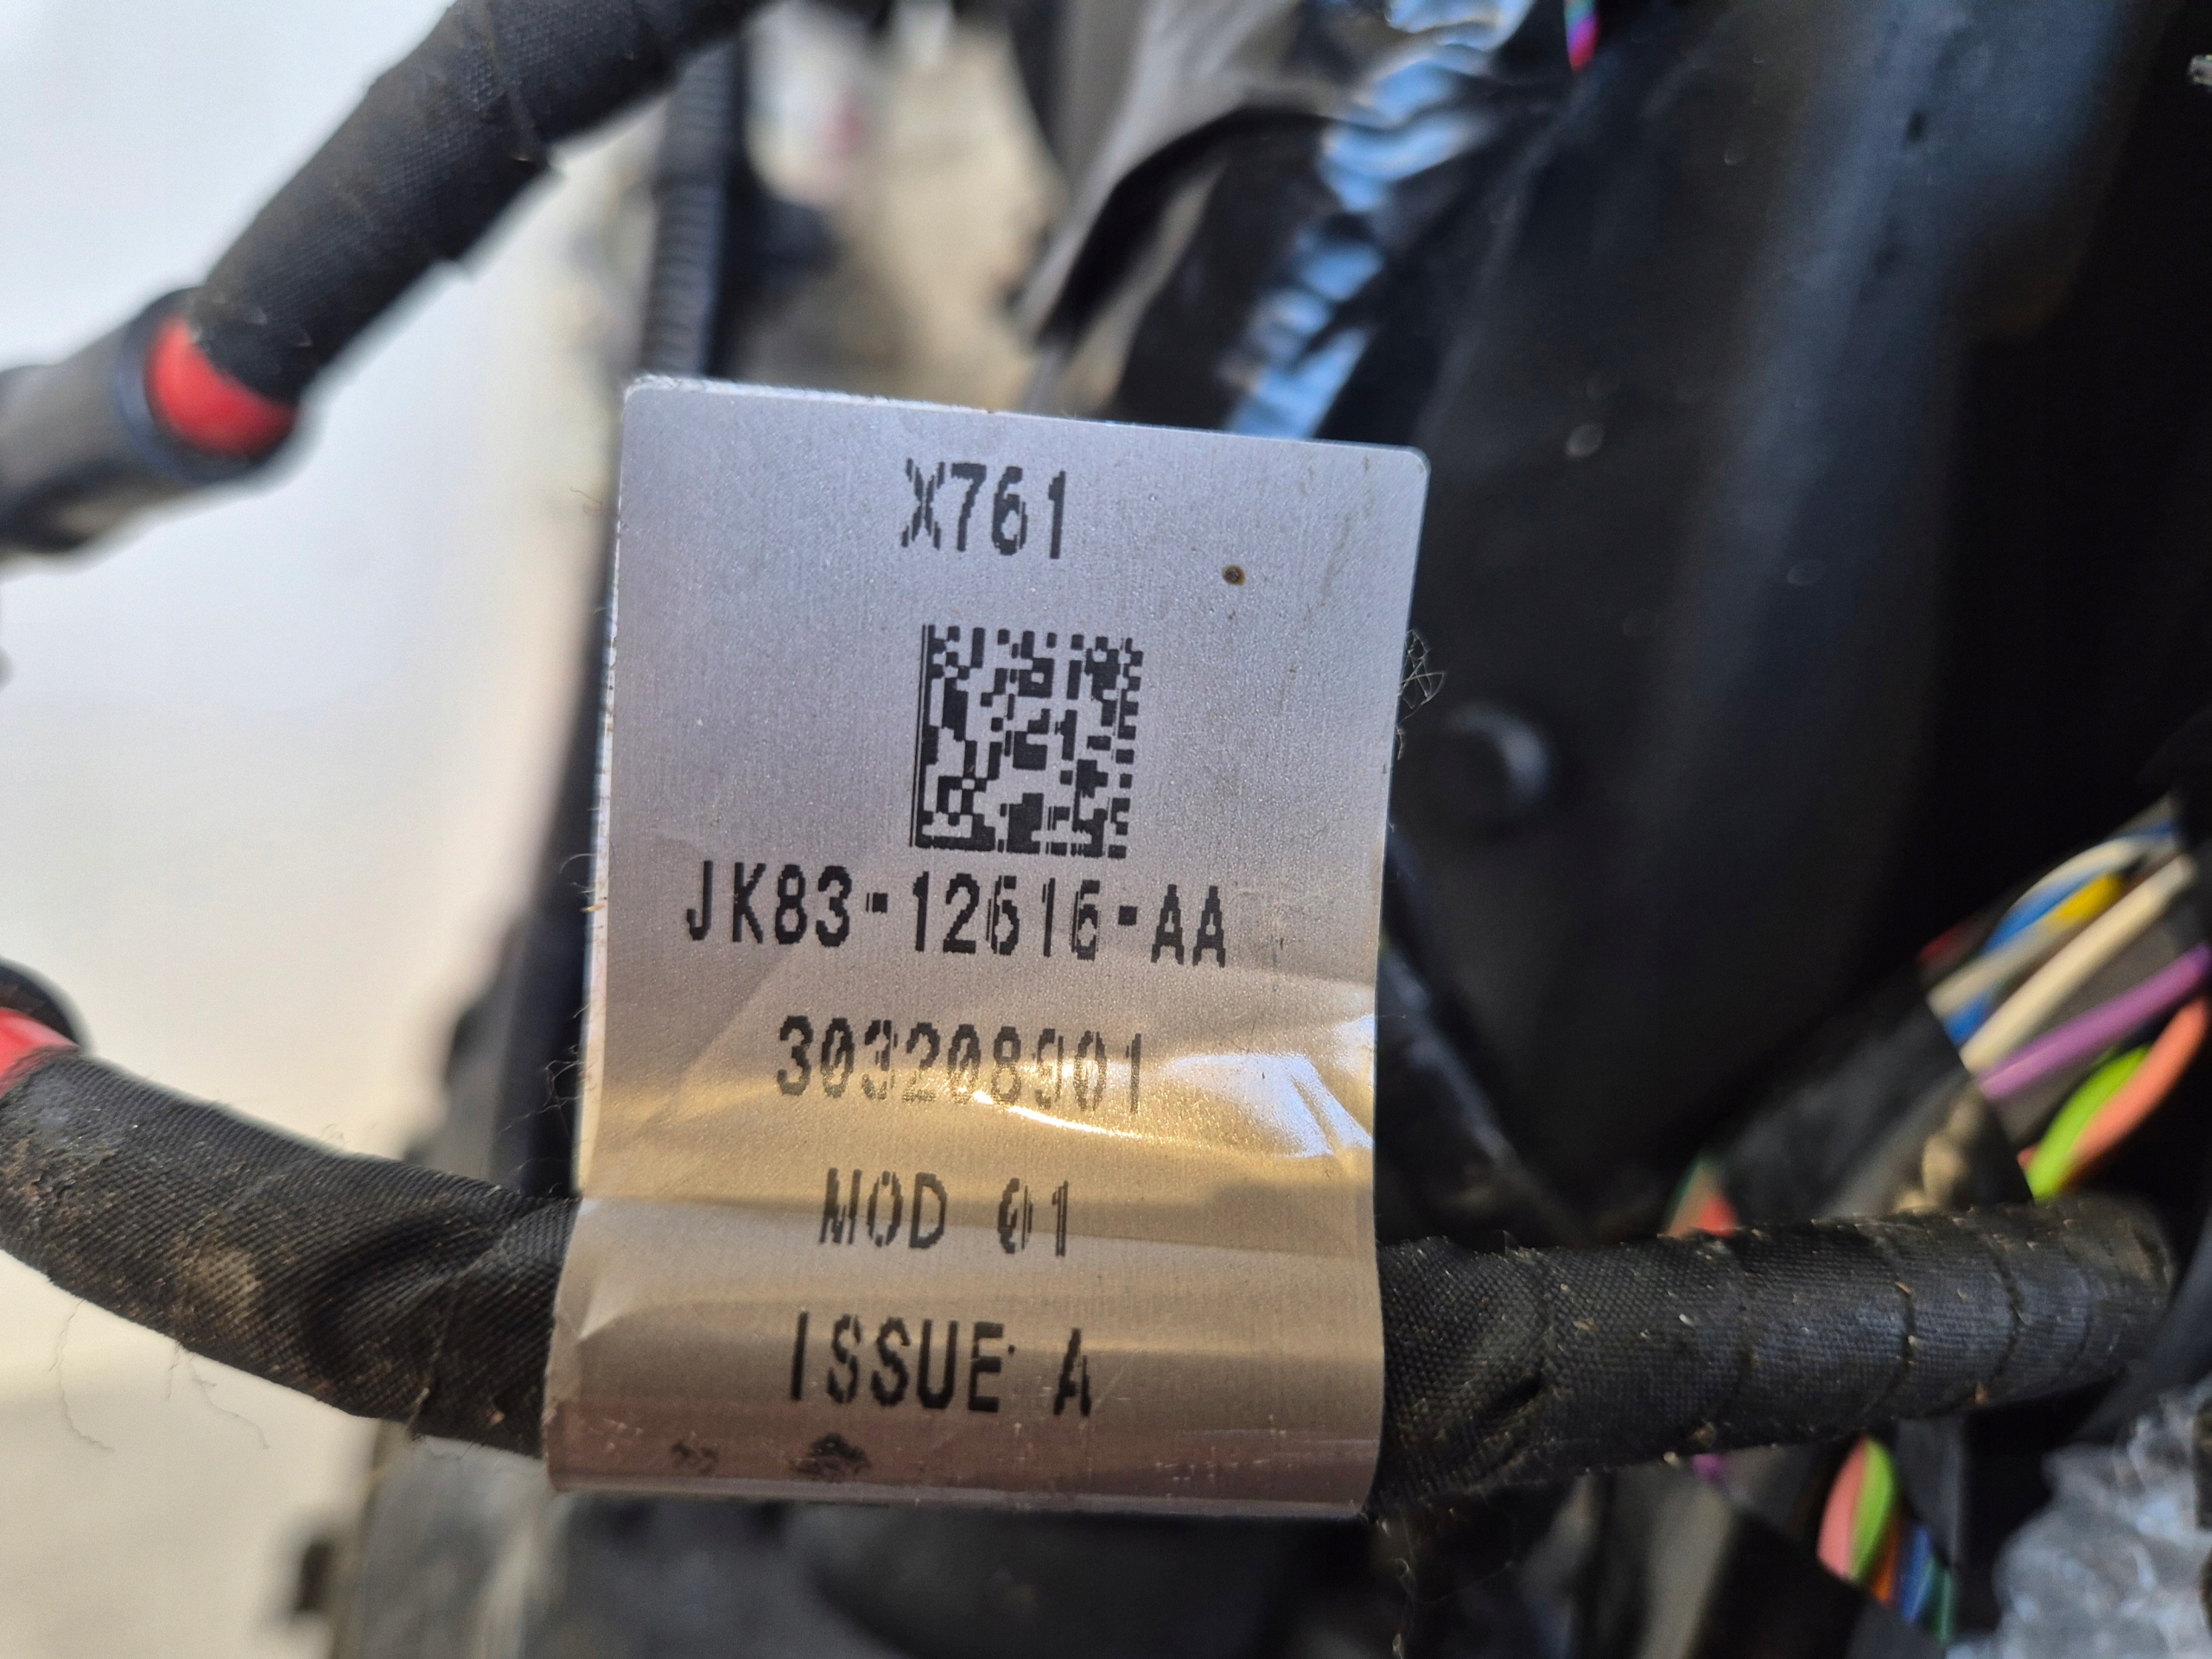 X761
JK83-12616-AA
303208901
MOD 01
ISSUE A